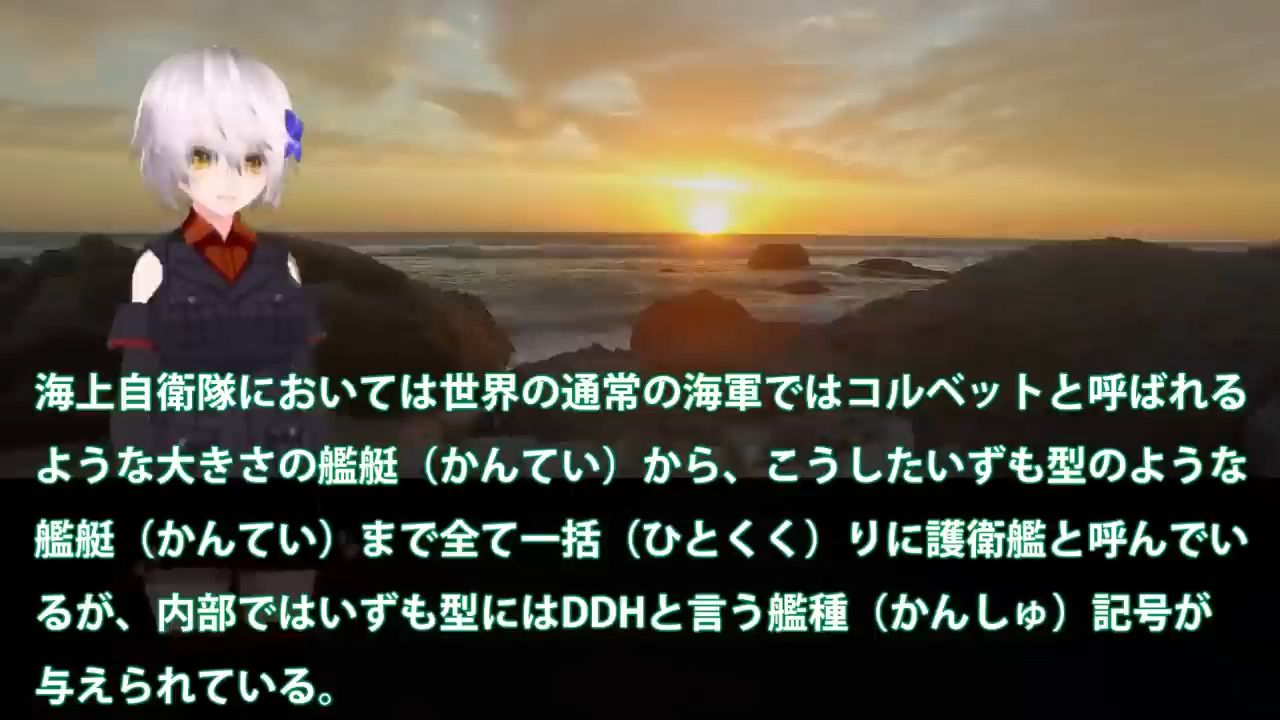 海上自衛隊においては世界の通常の海軍ではコルベットと呼ばれる
ような大きさの艦艇（かんてい）から、こうしたいずも型のような
艦艇（かんてい）まで全て一括（ひとくく）りに護衛艦と呼んでい
るが、内部ではいずも型にはDDHと言う艦種（かんしゅ）記号が
与えられている。